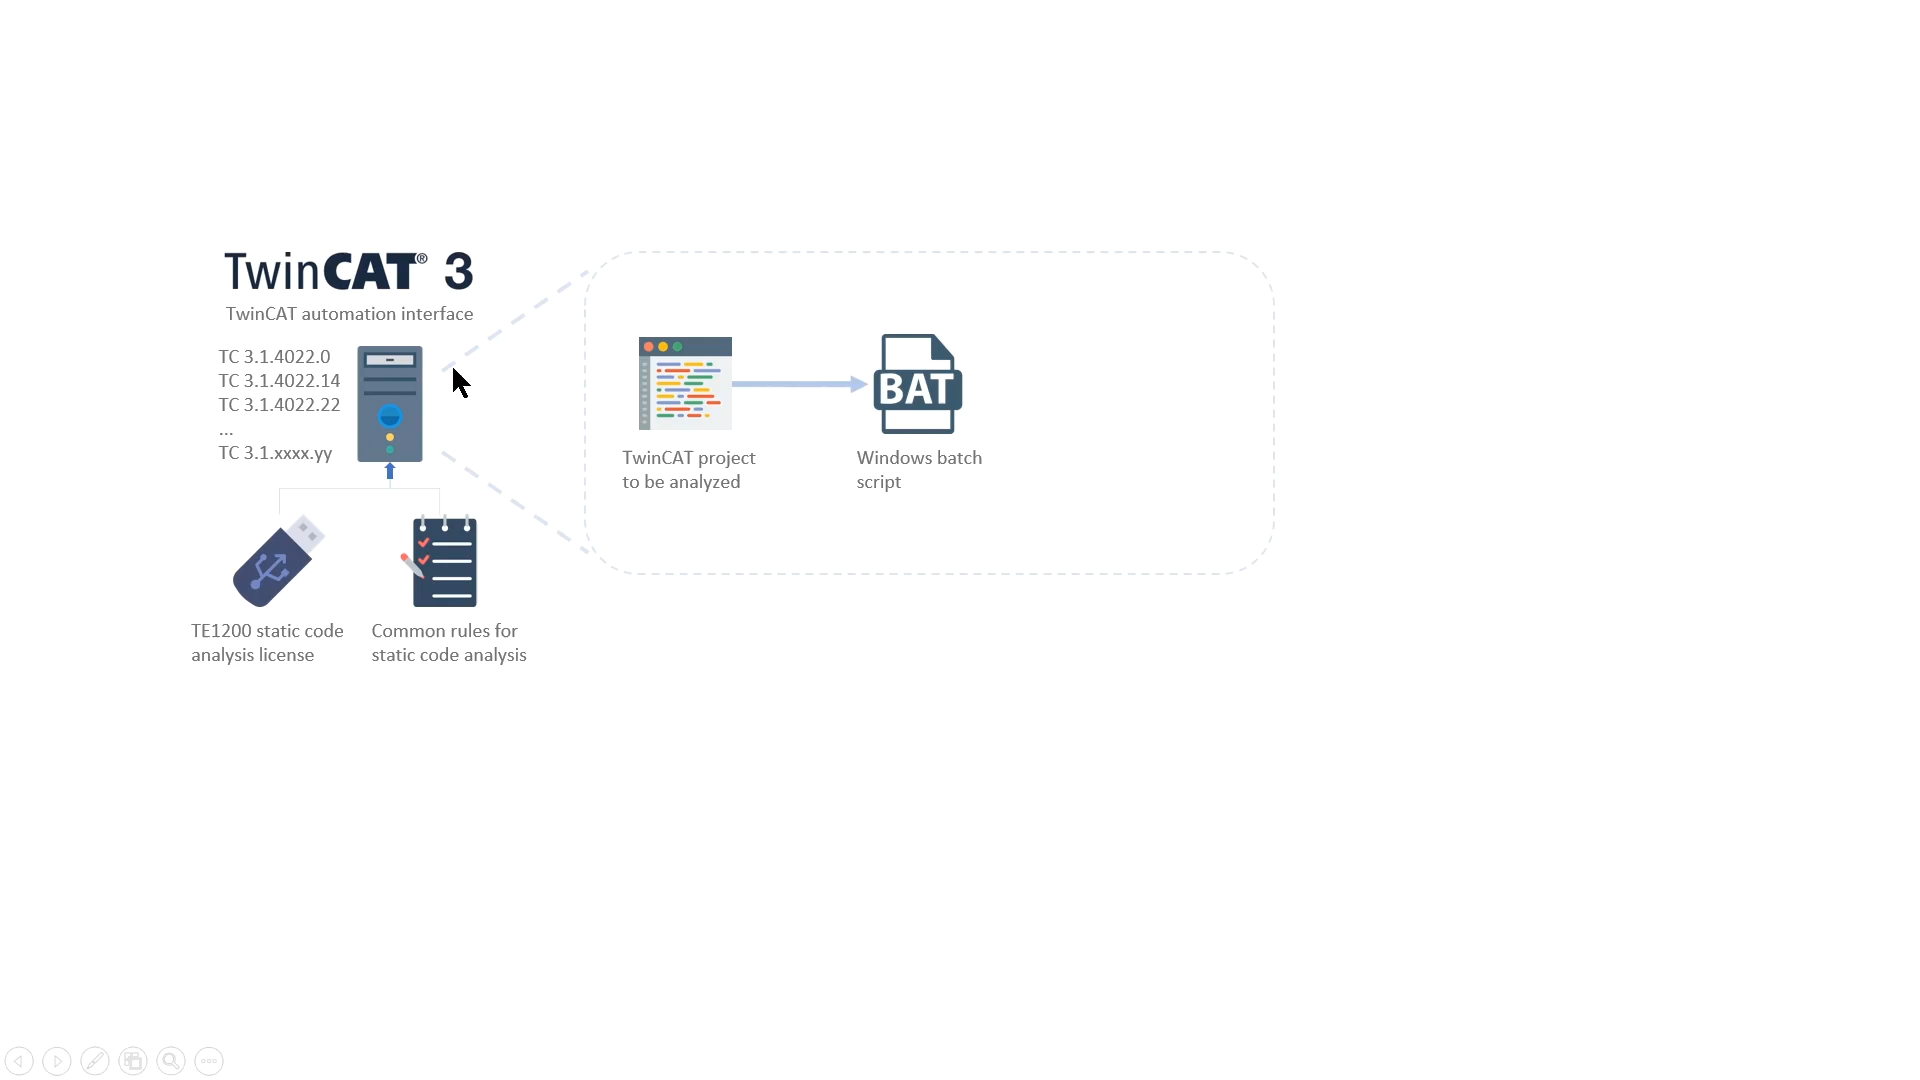 TwinCAT® 3
TwinCAT automation interface
TC 3.1.4022.0
TC 3.1.4022.14
TC 3.1.4022.22
...
TC 3.1.xxxx.yy
TE1200 static code
analysis license
Common rules for
static code analysis
TwinCAT project
to be analyzed
BAT
Windows batch
script